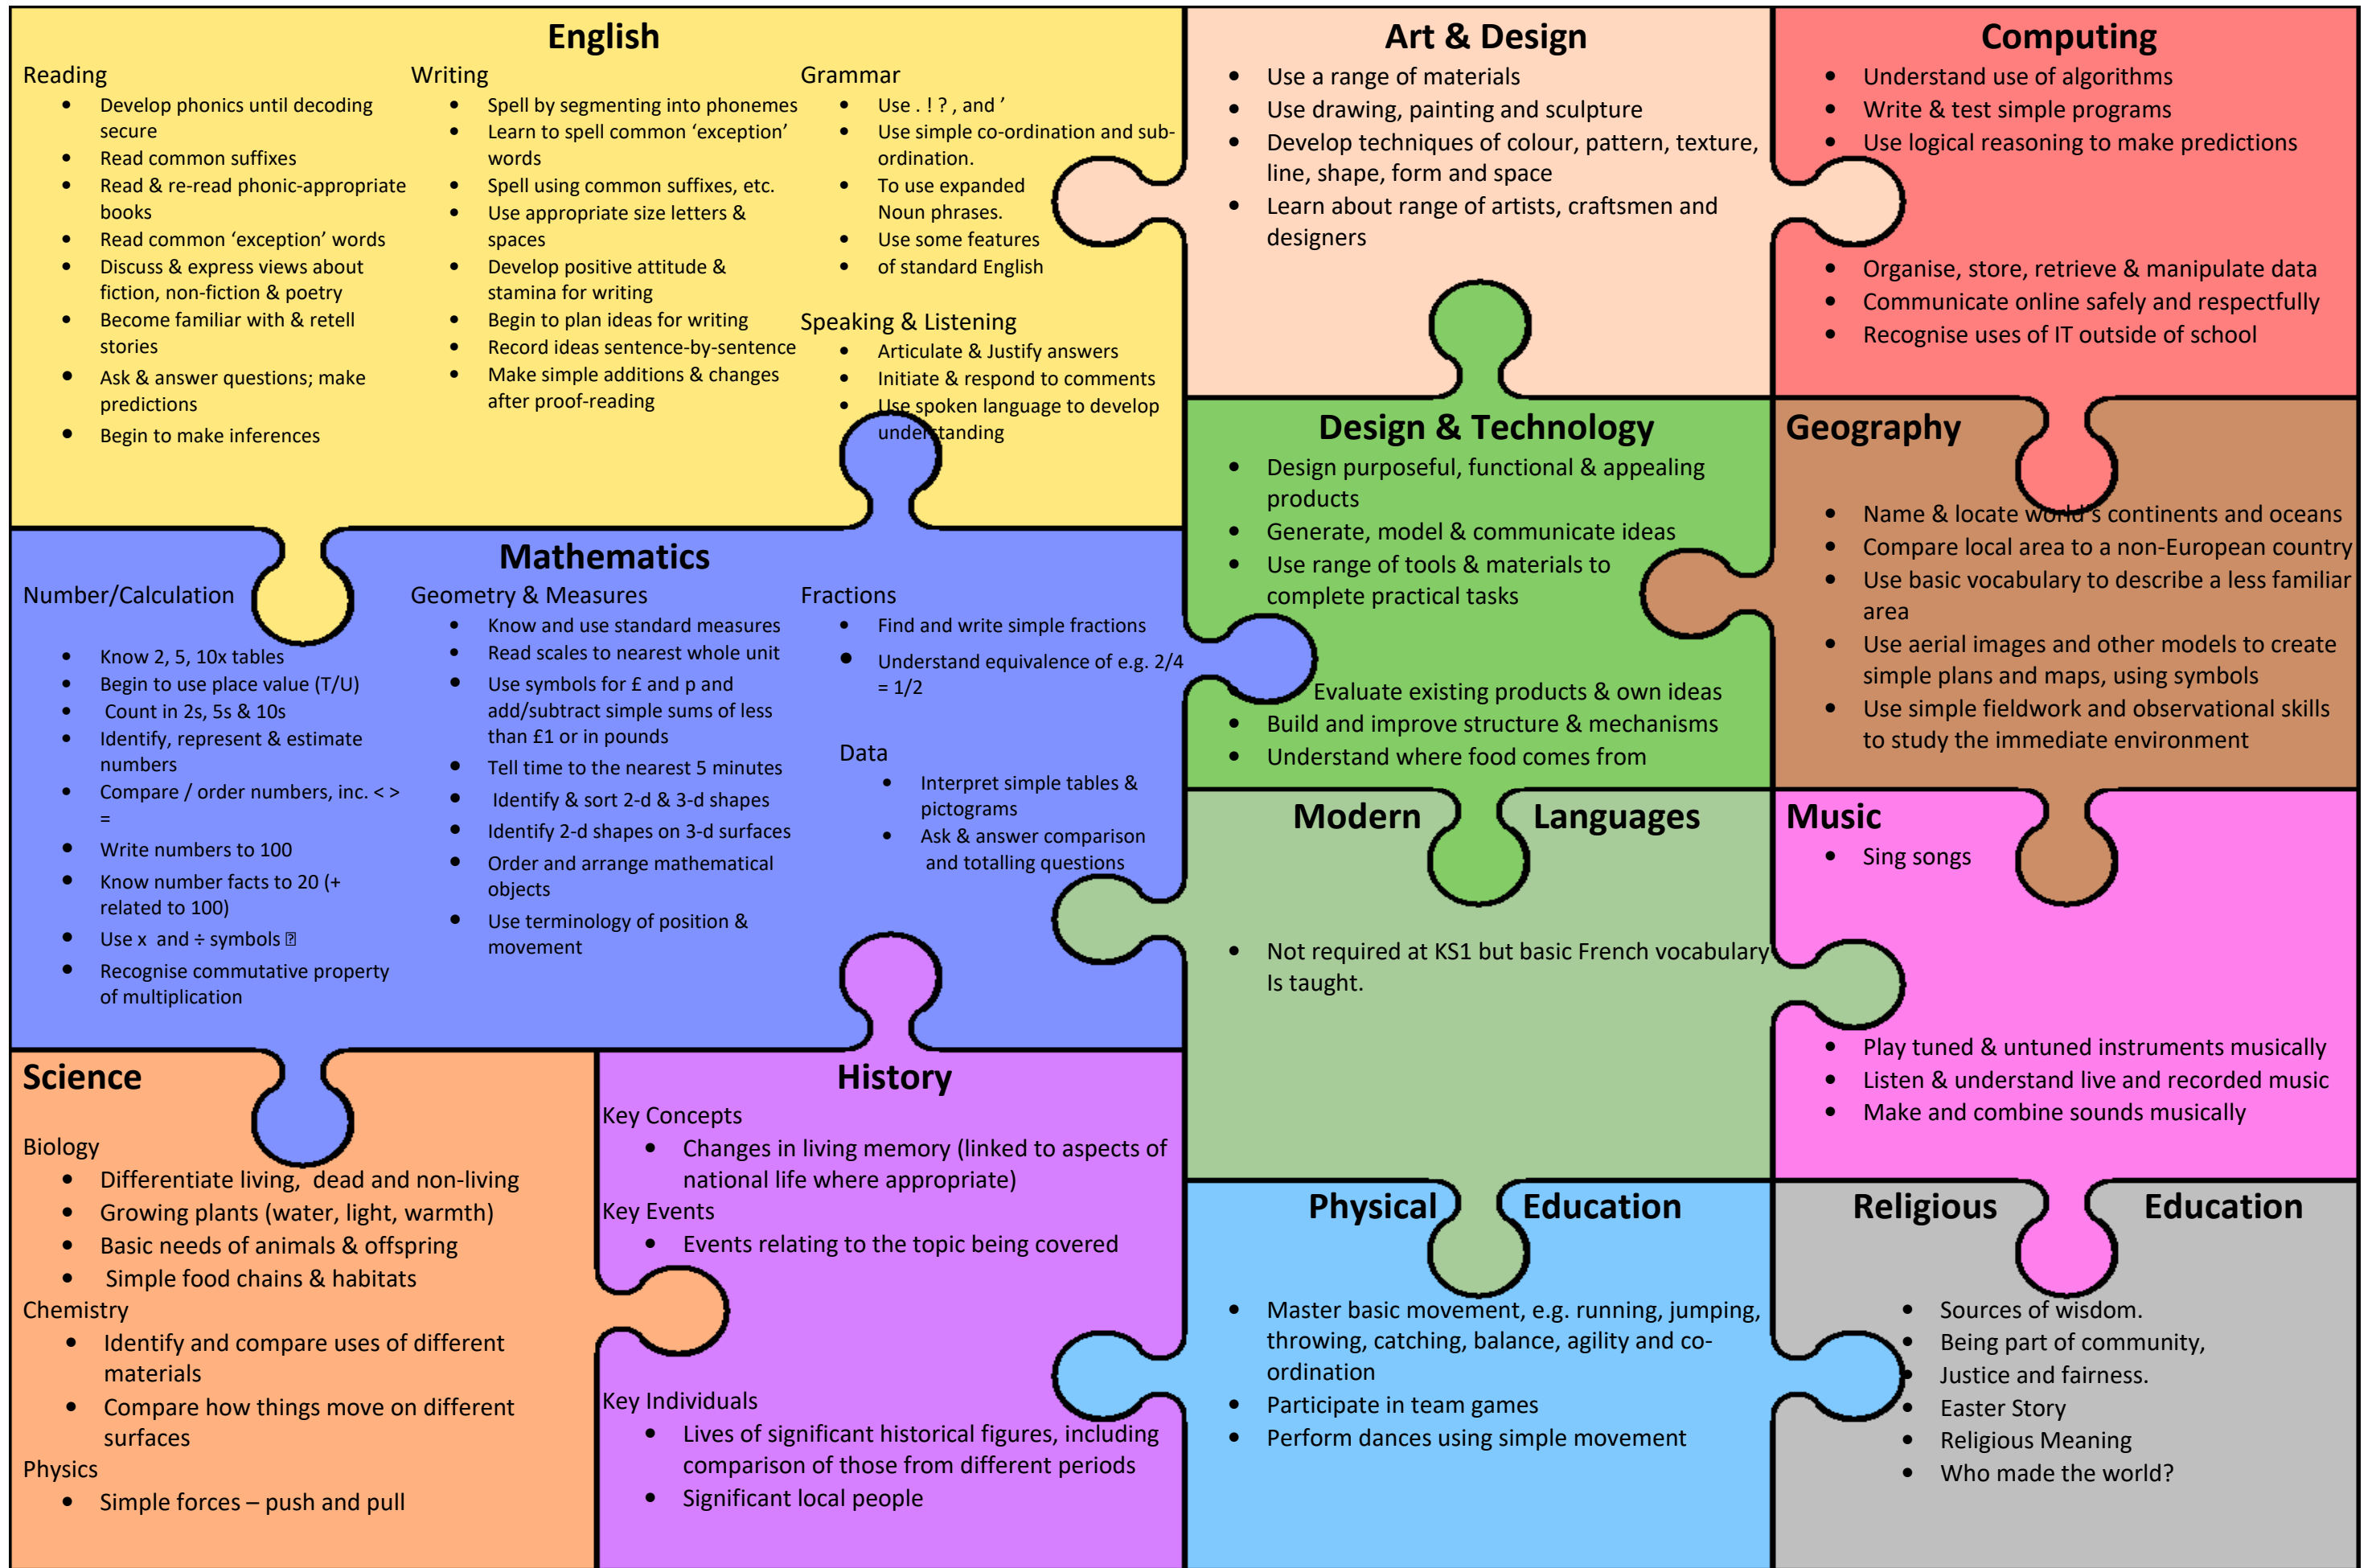 English
Reading
• Develop phonics until decoding
secure
• Read common suffixes
• Read & re-read phonic-appropriate
books
• Read common ‘exception’ words
• Discuss & express views about
fiction, non-fiction & poetry
• Become familiar with & retell
stories
• Ask & answer questions; make
predictions
• Begin to make inferences
Writing
• Spell by segmenting into phonemes
• Learn to spell common ‘exception’
words
• Spell using common suffixes, etc.
• Use appropriate size letters &
spaces
• Develop positive attitude &
stamina for writing
• Begin to plan ideas for writing
• Record ideas sentence-by-sentence
• Make simple additions & changes
after proof-reading
Grammar
• Use . ! ? , and ’
• Use simple co-ordination and sub-
ordination.
• To use expanded
Noun phrases.
• Use some features
• of standard English
Speaking & Listening
• Articulate & Justify answers
• Initiate & respond to comments
• Use spoken language to develop
understanding
Art & Design
• Use a range of materials
• Use drawing, painting and sculpture
• Develop techniques of colour, pattern, texture,
line, shape, form and space
• Learn about range of artists, craftsmen and
designers
Computing
• Understand use of algorithms
• Write & test simple programs
• Use logical reasoning to make predictions
• Organise, store, retrieve & manipulate data
• Communicate online safely and respectfully
• Recognise uses of IT outside of school
Design & Technology
• Design purposeful, functional & appealing
products
• Generate, model & communicate ideas
• Use range of tools & materials to
complete practical tasks
Evaluate existing products & own ideas
• Build and improve structure & mechanisms
• Understand where food comes from
Geography
• Name & locate world’s continents and oceans
• Compare local area to a non-European country
• Use basic vocabulary to describe a less familiar
area
• Use aerial images and other models to create
simple plans and maps, using symbols
• Use simple fieldwork and observational skills
to study the immediate environment
Mathematics
Number/Calculation
• Know 2, 5, 10x tables
• Begin to use place value (T/U)
• Count in 2s, 5s & 10s
• Identify, represent & estimate
numbers
• Compare / order numbers, inc. < >
=
• Write numbers to 100
• Know number facts to 20 (+
related to 100)
• Use x and ÷ symbols
• Recognise commutative property
of multiplication
Geometry & Measures
• Know and use standard measures
• Read scales to nearest whole unit
• Use symbols for £ and p and
add/subtract simple sums of less
than £1 or in pounds
• Tell time to the nearest 5 minutes
• Identify & sort 2-d & 3-d shapes
• Identify 2-d shapes on 3-d surfaces
• Order and arrange mathematical
objects
• Use terminology of position &
movement
Fractions
• Find and write simple fractions
• Understand equivalence of e.g. 2/4
= 1/2
Data
• Interpret simple tables &
pictograms
• Ask & answer comparison
and totalling questions
Modern Languages
• Not required at KS1 but basic French vocabulary
Is taught.
Music
• Sing songs
• Play tuned & untuned instruments musically
• Listen & understand live and recorded music
• Make and combine sounds musically
Science
Biology
• Differentiate living, dead and non-living
• Growing plants (water, light, warmth)
• Basic needs of animals & offspring
• Simple food chains & habitats
Chemistry
• Identify and compare uses of different
materials
• Compare how things move on different
surfaces
Physics
• Simple forces – push and pull
History
Key Concepts
• Changes in living memory (linked to aspects of
national life where appropriate)
Key Events
• Events relating to the topic being covered
Key Individuals
• Lives of significant historical figures, including
comparison of those from different periods
• Significant local people
Physical Education
• Master basic movement, e.g. running, jumping,
throwing, catching, balance, agility and co-
ordination
• Participate in team games
• Perform dances using simple movement
Religious Education
• Sources of wisdom.
• Being part of community,
• Justice and fairness.
• Easter Story
• Religious Meaning
• Who made the world?